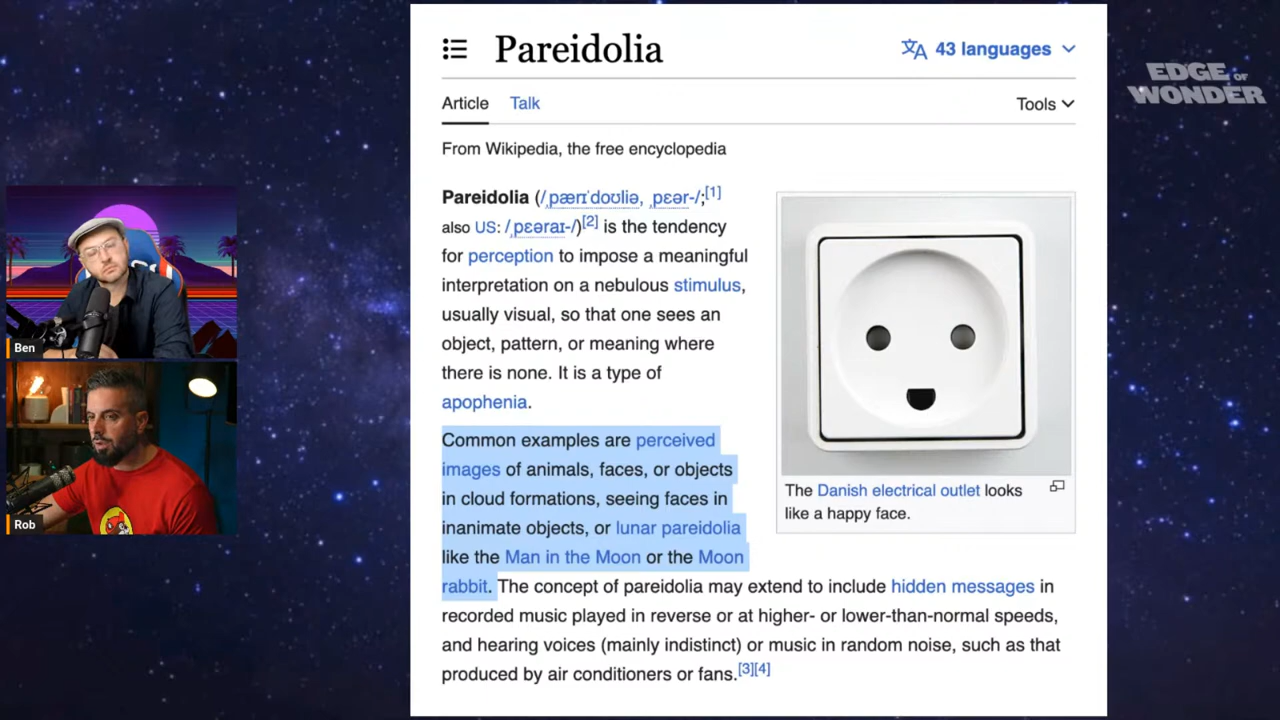 Pareidolia
43 languages
Article Talk
Tools
From Wikipedia, the free encyclopedia
Pareidolia (/ˌpærɪˈdoʊliə, ˌpɛər-/;[1]
also US: /ˌpɛəraɪ-/)[2] is the tendency
for perception to impose a meaningful
interpretation on a nebulous stimulus,
usually visual, so that one sees an
object, pattern, or meaning where
there is none. It is a type of
apophenia.
Common examples are perceived
images of animals, faces, or objects
in cloud formations, seeing faces in
inanimate objects, or lunar pareidolia
like the Man in the Moon or the Moon
rabbit. The concept of pareidolia may extend to include hidden messages in
recorded music played in reverse or at higher- or lower-than-normal speeds,
and hearing voices (mainly indistinct) or music in random noise, such as that
produced by air conditioners or fans.[3][4]
The Danish electrical outlet looks
like a happy face.
EDGE OF
WONDER
Ben
Rob